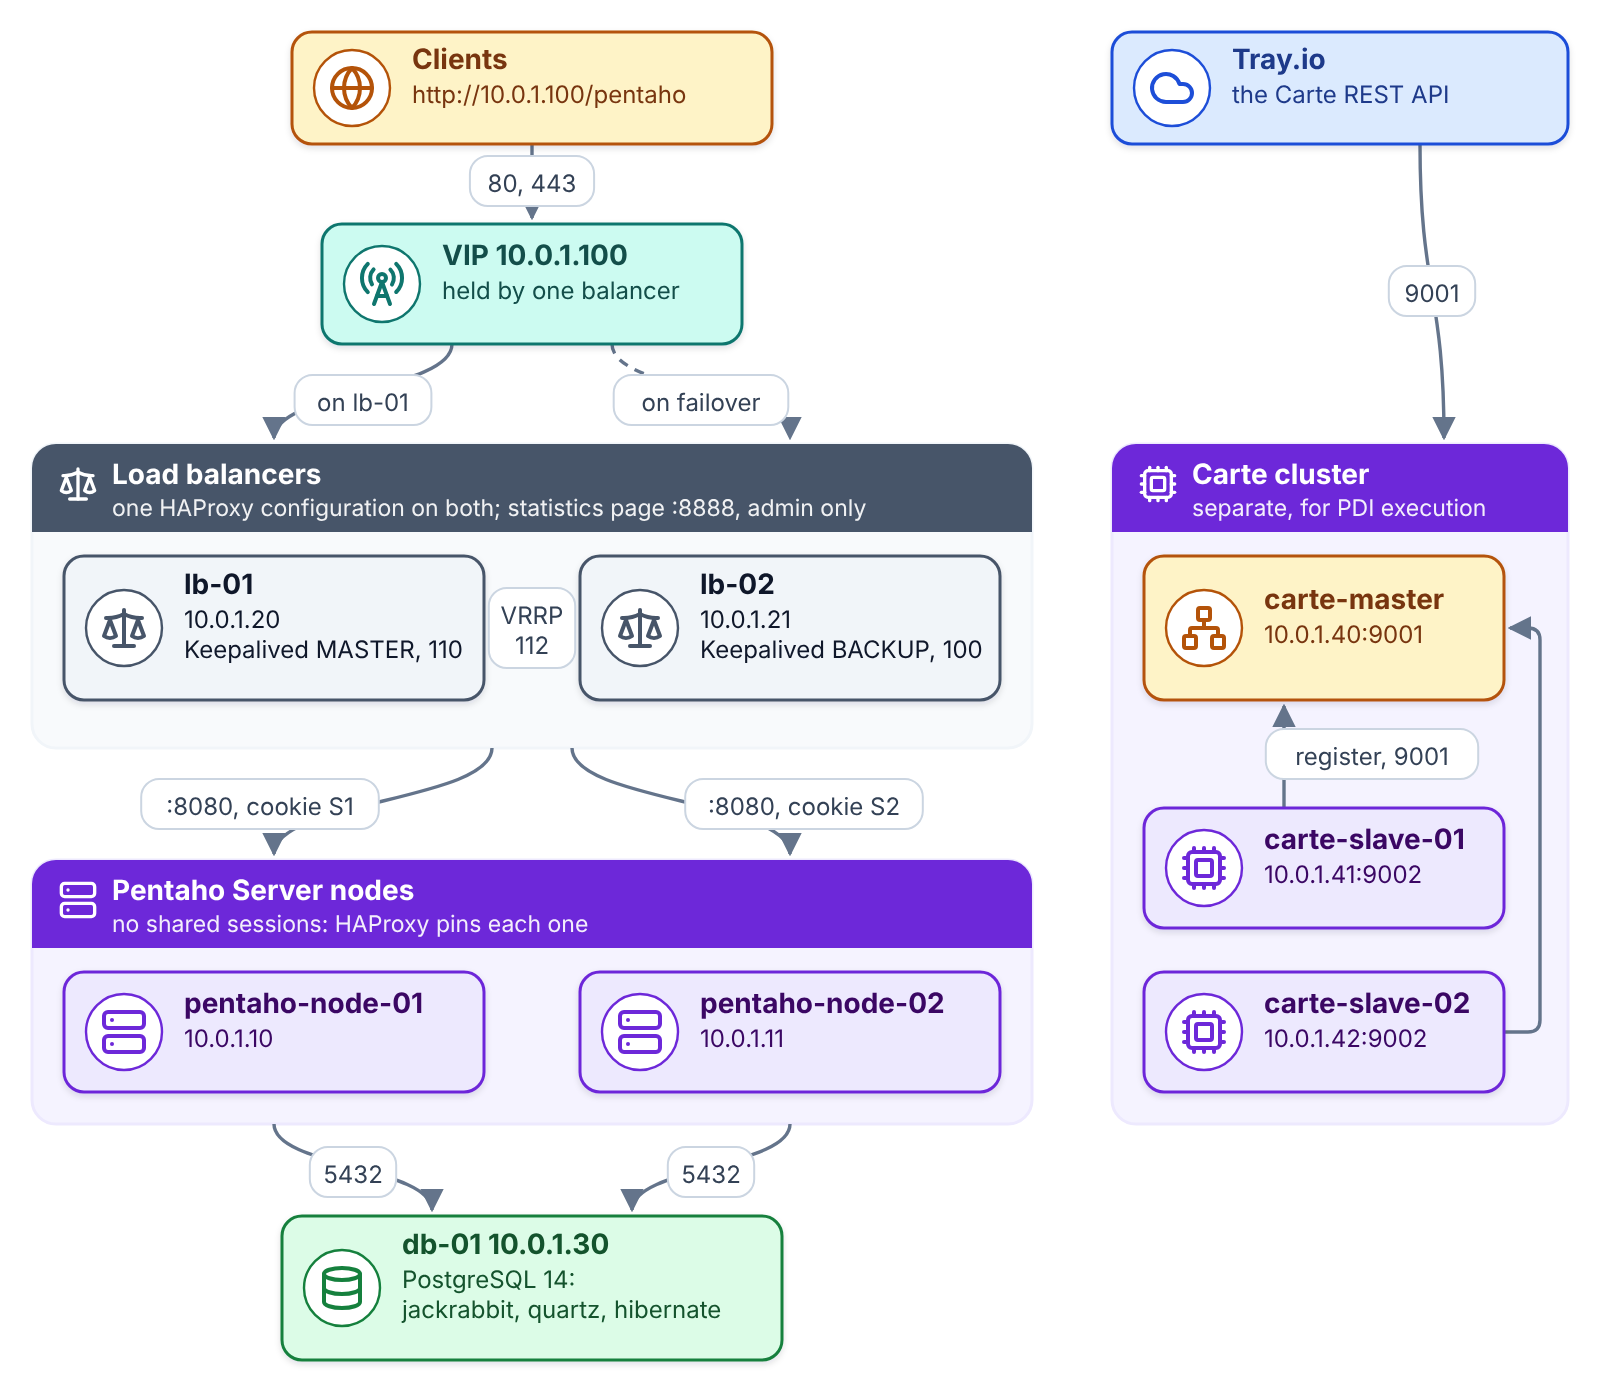 Clients
http://10.0.1.100/pentaho
80, 443
VIP 10.0.1.100
held by one balancer
on lb-01
on failover
Load balancers
one HAProxy configuration on both; statistics page :8888, admin only
lb-01
10.0.1.20
Keepalived MASTER, 110
VRRP
112
lb-02
10.0.1.21
Keepalived BACKUP, 100
:8080, cookie S1
:8080, cookie S2
Pentaho Server nodes
no shared sessions: HAProxy pins each one
pentaho-node-01
10.0.1.10
pentaho-node-02
10.0.1.11
5432
5432
db-01 10.0.1.30
PostgreSQL 14:
jackrabbit, quartz, hibernate
Tray.io
the Carte REST API
9001
Carte cluster
separate, for PDI execution
carte-master
10.0.1.40:9001
register, 9001
carte-slave-01
10.0.1.41:9002
carte-slave-02
10.0.1.42:9002